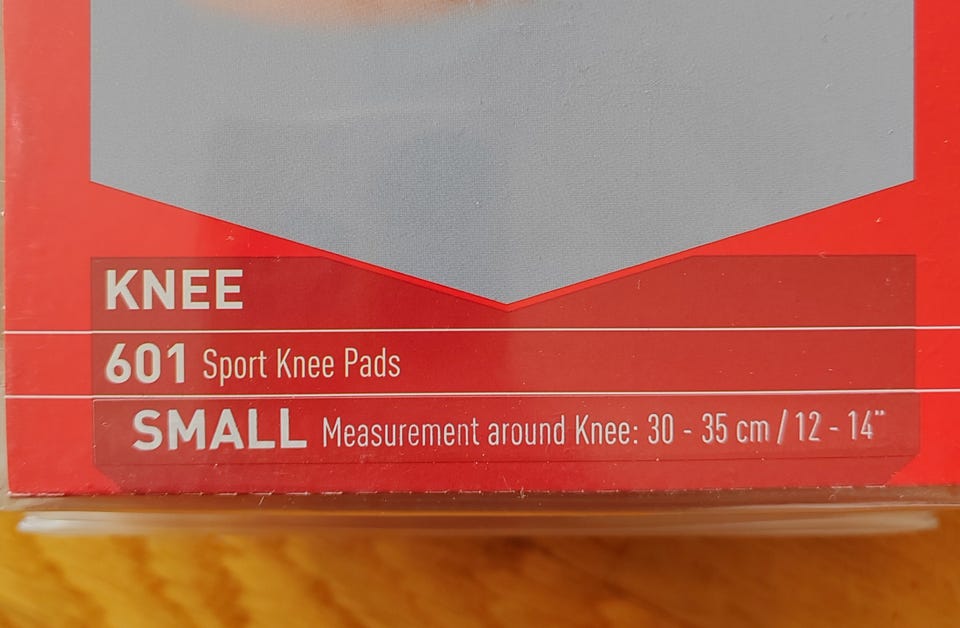 KNEE
601 Sport Knee Pads
SMALL Measurement around Knee: 30 - 35 cm / 12 - 14"